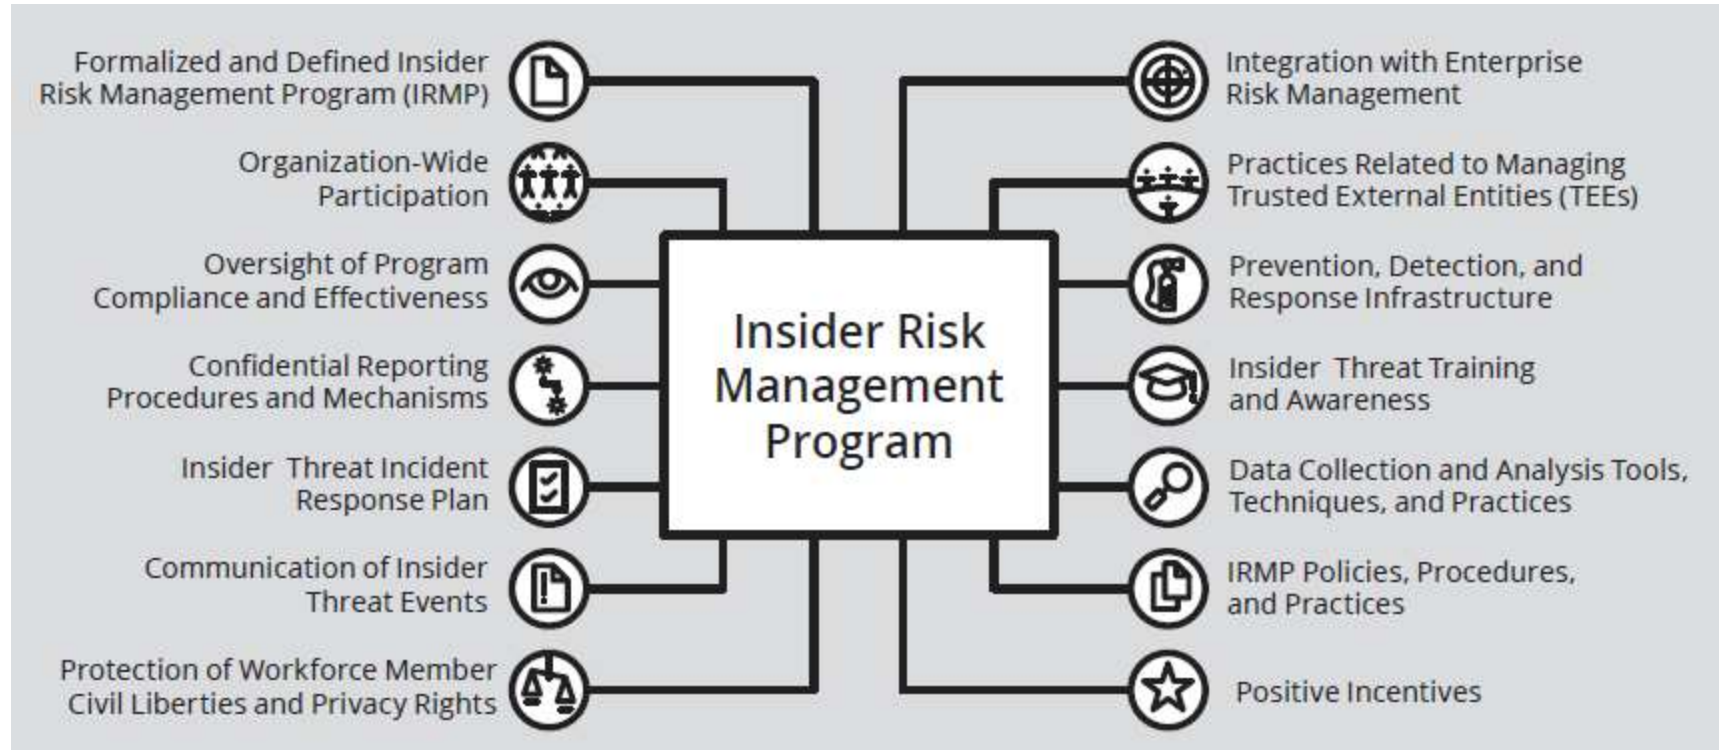 Formalized and Defined Insider
Risk Management Program (IRMP)
Organization-Wide
Participation
Oversight of Program
Compliance and Effectiveness
Confidential Reporting
Procedures and Mechanisms
Insider Threat Incident
Response Plan
Communication of Insider
Threat Events
Protection of Workforce Member
Civil Liberties and Privacy Rights
Insider Risk
Management
Program
Integration with Enterprise
Risk Management
Practices Related to Managing
Trusted External Entities (TEEs)
Prevention, Detection, and
Response Infrastructure
Insider Threat Training
and Awareness
Data Collection and Analysis Tools,
Techniques, and Practices
IRMP Policies, Procedures,
and Practices
Positive Incentives